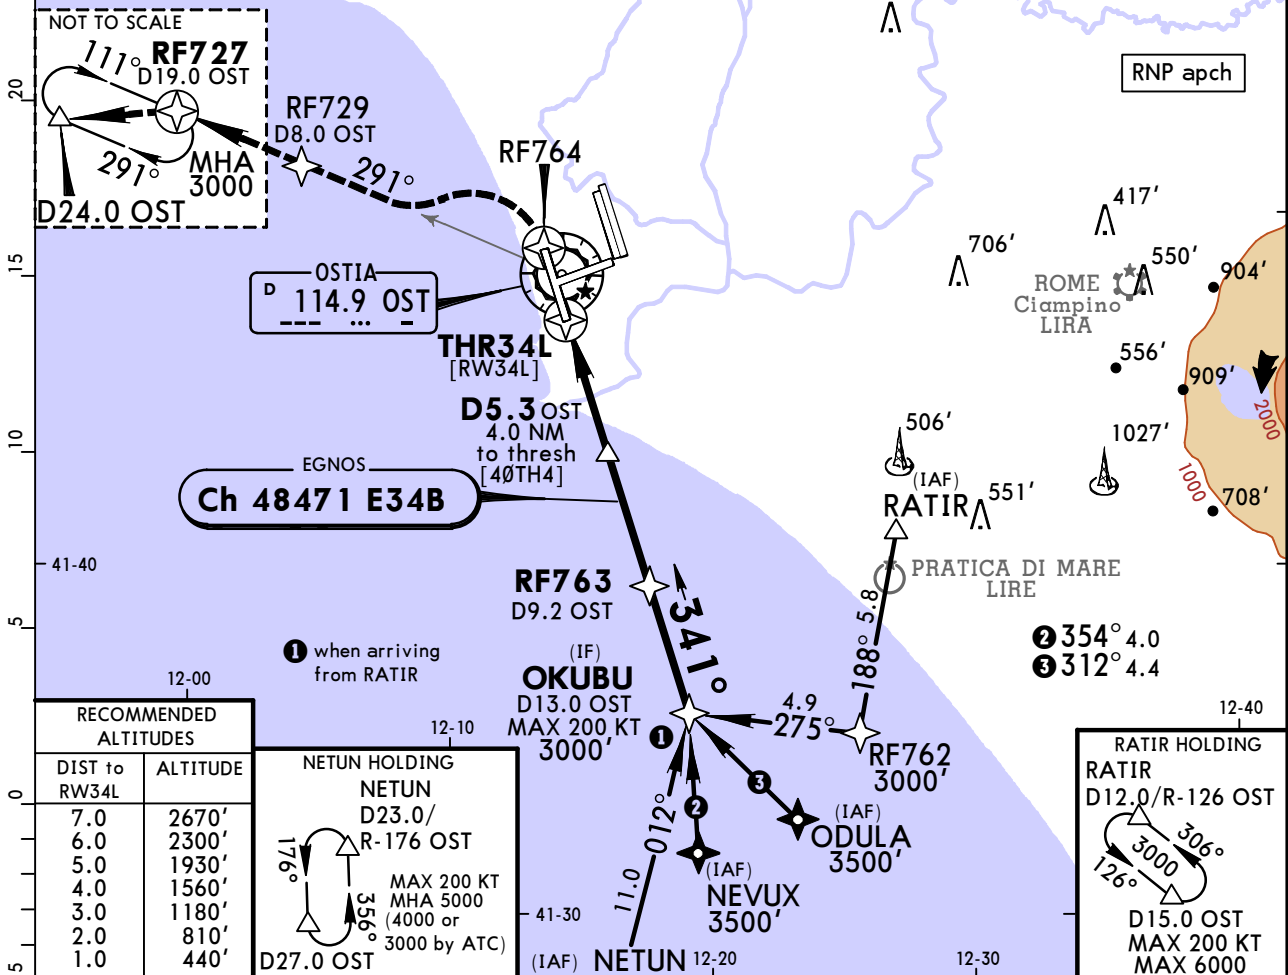 NOT TO SCALE
111°
RF727
D19.0 OST
291°
MHA
3000
D24.0 OST
RF729
D8.0 OST
291°
RF764
RNP apch
417'
706'
550'
904'
ROME
Ciampino
LIRA
556'
909'
2000
1000
506'
1027'
708'
551'
OSTIA
D 114.9 OST
THR34L
[RW34L]
D5.3 OST
4.0 NM
to thresh
[4ØTH4]
EGNOS
Ch 48471 E34B
(IAF)
RATIR
PRATICA DI MARE
LIRE
RF763
D9.2 OST
341°
188° 5.8
2 354° 4.0
3 312° 4.4
1 when arriving
from RATIR
(IF)
OKUBU
D13.0 OST
MAX 200 KT
3000'
1
4.9
275°
RF762
3000'
3
2
(IAF)
ODULA
3500'
(IAF)
NEVUX
3500'
11.0 012°
(IAF) NETUN
20
15
10
5
0
5
41-40
41-30
12-00
12-10
12-20
12-30
12-40
RECOMMENDED
ALTITUDES
DIST to
RW34L
ALTITUDE
7.0 2670'
6.0 2300'
5.0 1930'
4.0 1560'
3.0 1180'
2.0 810'
1.0 440'
NETUN HOLDING
NETUN
D23.0/
R-176 OST
176°
356°
MAX 200 KT
MHA 5000
(4000 or
3000 by ATC)
D27.0 OST
RATIR HOLDING
RATIR
D12.0/R-126 OST
306°
3000
126°
D15.0 OST
MAX 200 KT
MAX 6000